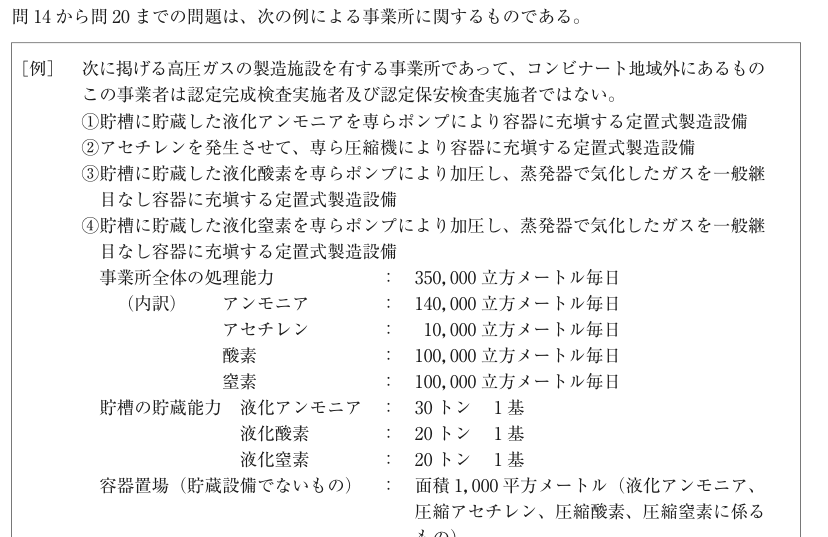 問 14 から問 20 までの問題は、次の例による事業所に関するものである。
［例］ 次に掲げる高圧ガスの製造施設を有する事業所であって、コンビナート地域外にあるもの
この事業者は認定完成検査実施者及び認定保安検査実施者ではない。
①貯槽に貯蔵した液化アンモニアを専らポンプにより容器に充塡する定置式製造設備
②アセチレンを発生させて、専ら圧縮機により容器に充塡する定置式製造設備
③貯槽に貯蔵した液化酸素を専らポンプにより加圧し、蒸発器で気化したガスを一般継
目なし容器に充塡する定置式製造設備
④貯槽に貯蔵した液化窒素を専らポンプにより加圧し、蒸発器で気化したガスを一般継
目なし容器に充塡する定置式製造設備
事業所全体の処理能力 ： 350,000 立方メートル毎日
（内訳） アンモニア ： 140,000 立方メートル毎日
アセチレン ： 10,000 立方メートル毎日
酸素 ： 100,000 立方メートル毎日
窒素 ： 100,000 立方メートル毎日
貯槽の貯蔵能力 液化アンモニア ： 30 トン 1 基
液化酸素 ： 20 トン 1 基
液化窒素 ： 20 トン 1 基
容器置場（貯蔵設備でないもの） ： 面積 1,000 平方メートル（液化アンモニア、
圧縮アセチレン、圧縮酸素、圧縮窒素に係る
もの）